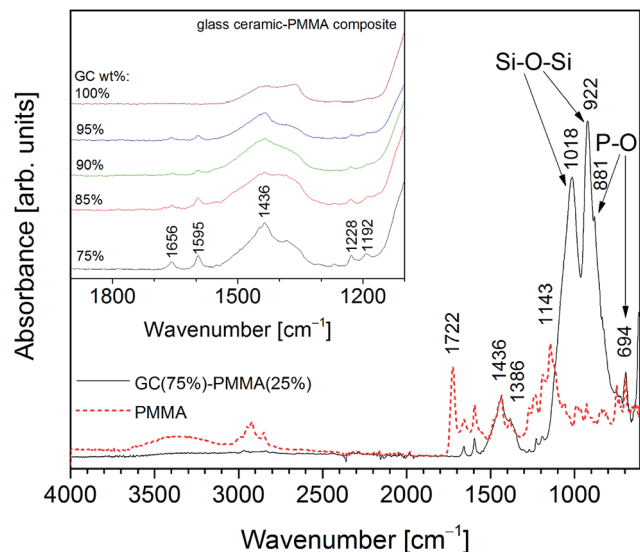 glass ceramic-PMMA composite
GC wt%:
100%
95%
90%
85%
75%
1656
1595
1436
1228
1192
1800
1500
1200
Wavenumber [cm⁻¹]
Si-O-Si
922
1018
P-O
881
1143
694
1722
1436
1386
GC(75%)-PMMA(25%)
PMMA
Absorbance [arb. units]
4000 3500 3000 2500 2000 1500 1000
Wavenumber [cm⁻¹]